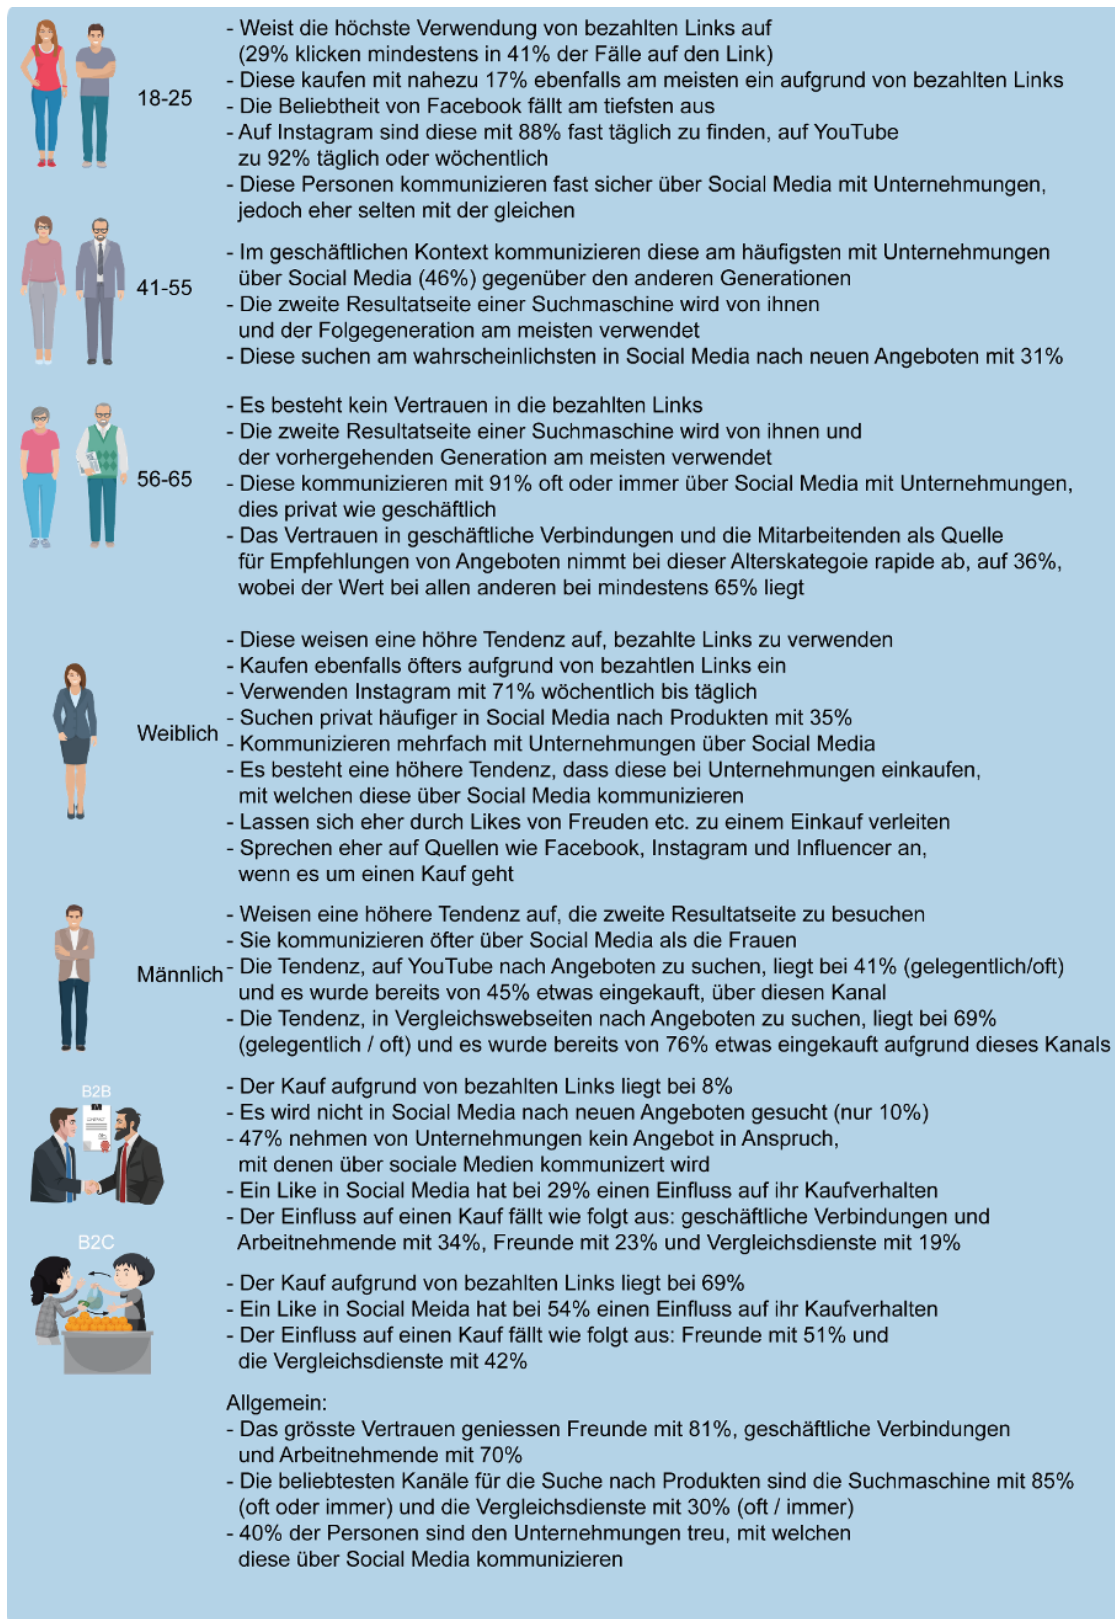 - Weist die höchste Verwendung von bezahlten Links auf
(29% klicken mindestens in 41% der Fälle auf den Link)
- Diese kaufen mit nahezu 17% ebenfalls am meisten ein aufgrund von bezahlten Links
18-25
- Die Beliebtheit von Facebook fällt am tiefsten aus
- Auf Instagram sind diese mit 88% fast täglich zu finden, auf YouTube
zu 92% täglich oder wöchentlich
- Diese Personen kommunizieren fast sicher über Social Media mit Unternehmungen,
jedoch eher selten mit der gleichen
41-55
- Im geschäftlichen Kontext kommunizieren diese am häufigsten mit Unternehmungen
über Social Media (46%) gegenüber den anderen Generationen
- Die zweite Resultatseite einer Suchmaschine wird von ihnen
und der Folgegeneration am meisten verwendet
- Diese suchen am wahrscheinlichsten in Social Media nach neuen Angeboten mit 31%
56-65
- Es besteht kein Vertrauen in die bezahlten Links
- Die zweite Resultatseite einer Suchmaschine wird von ihnen und
der vorhergehenden Generation am meisten verwendet
- Diese kommunizieren mit 91% oft oder immer über Social Media mit Unternehmungen,
dies privat wie geschäftlich
- Das Vertrauen in geschäftliche Verbindungen und die Mitarbeitenden als Quelle
für Empfehlungen von Angeboten nimmt bei dieser Alterskategoie rapide ab, auf 36%,
wobei der Wert bei allen anderen bei mindestens 65% liegt
Weiblich
- Diese weisen eine höhre Tendenz auf, bezahlte Links zu verwenden
- Kaufen ebenfalls öfters aufgrund von bezahtlen Links ein
- Verwenden Instagram mit 71% wöchentlich bis täglich
- Suchen privat häufiger in Social Media nach Produkten mit 35%
- Kommunizieren mehrfach mit Unternehmungen über Social Media
- Es besteht eine höhere Tendenz, dass diese bei Unternehmungen einkaufen,
mit welchen diese über Social Media kommunizieren
- Lassen sich eher durch Likes von Freuden etc. zu einem Einkauf verleiten
- Sprechen eher auf Quellen wie Facebook, Instagram und Influencer an,
wenn es um einen Kauf geht
Männlich
- Weisen eine höhere Tendenz auf, die zweite Resultatseite zu besuchen
- Sie kommunizieren öfter über Social Media als die Frauen
- Die Tendenz, auf YouTube nach Angeboten zu suchen, liegt bei 41% (gelegentlich/oft)
und es wurde bereits von 45% etwas eingekauft, über diesen Kanal
- Die Tendenz, in Vergleichswebseiten nach Angeboten zu suchen, liegt bei 69%
(gelegentlich / oft) und es wurde bereits von 76% etwas eingekauft aufgrund dieses Kanals
B2B
- Der Kauf aufgrund von bezahlten Links liegt bei 8%
- Es wird nicht in Social Media nach neuen Angeboten gesucht (nur 10%)
- 47% nehmen von Unternehmungen kein Angebot in Anspruch,
mit denen über soziale Medien kommunizert wird
- Ein Like in Social Media hat bei 29% einen Einfluss auf ihr Kaufverhalten
- Der Einfluss auf einen Kauf fällt wie folgt aus: geschäftliche Verbindungen und
Arbeitnehmende mit 34%, Freunde mit 23% und Vergleichsdienste mit 19%
B2C
- Der Kauf aufgrund von bezahlten Links liegt bei 69%
- Ein Like in Social Meida hat bei 54% einen Einfluss auf ihr Kaufverhalten
- Der Einfluss auf einen Kauf fällt wie folgt aus: Freunde mit 51% und
die Vergleichsdienste mit 42%
Allgemein:
- Das grösste Vertrauen geniessen Freunde mit 81%, geschäftliche Verbindungen
und Arbeitnehmende mit 70%
- Die beliebtesten Kanäle für die Suche nach Produkten sind die Suchmaschine mit 85%
(oft oder immer) und die Vergleichsdienste mit 30% (oft / immer)
- 40% der Personen sind den Unternehmungen treu, mit welchen
diese über Social Media kommunizieren